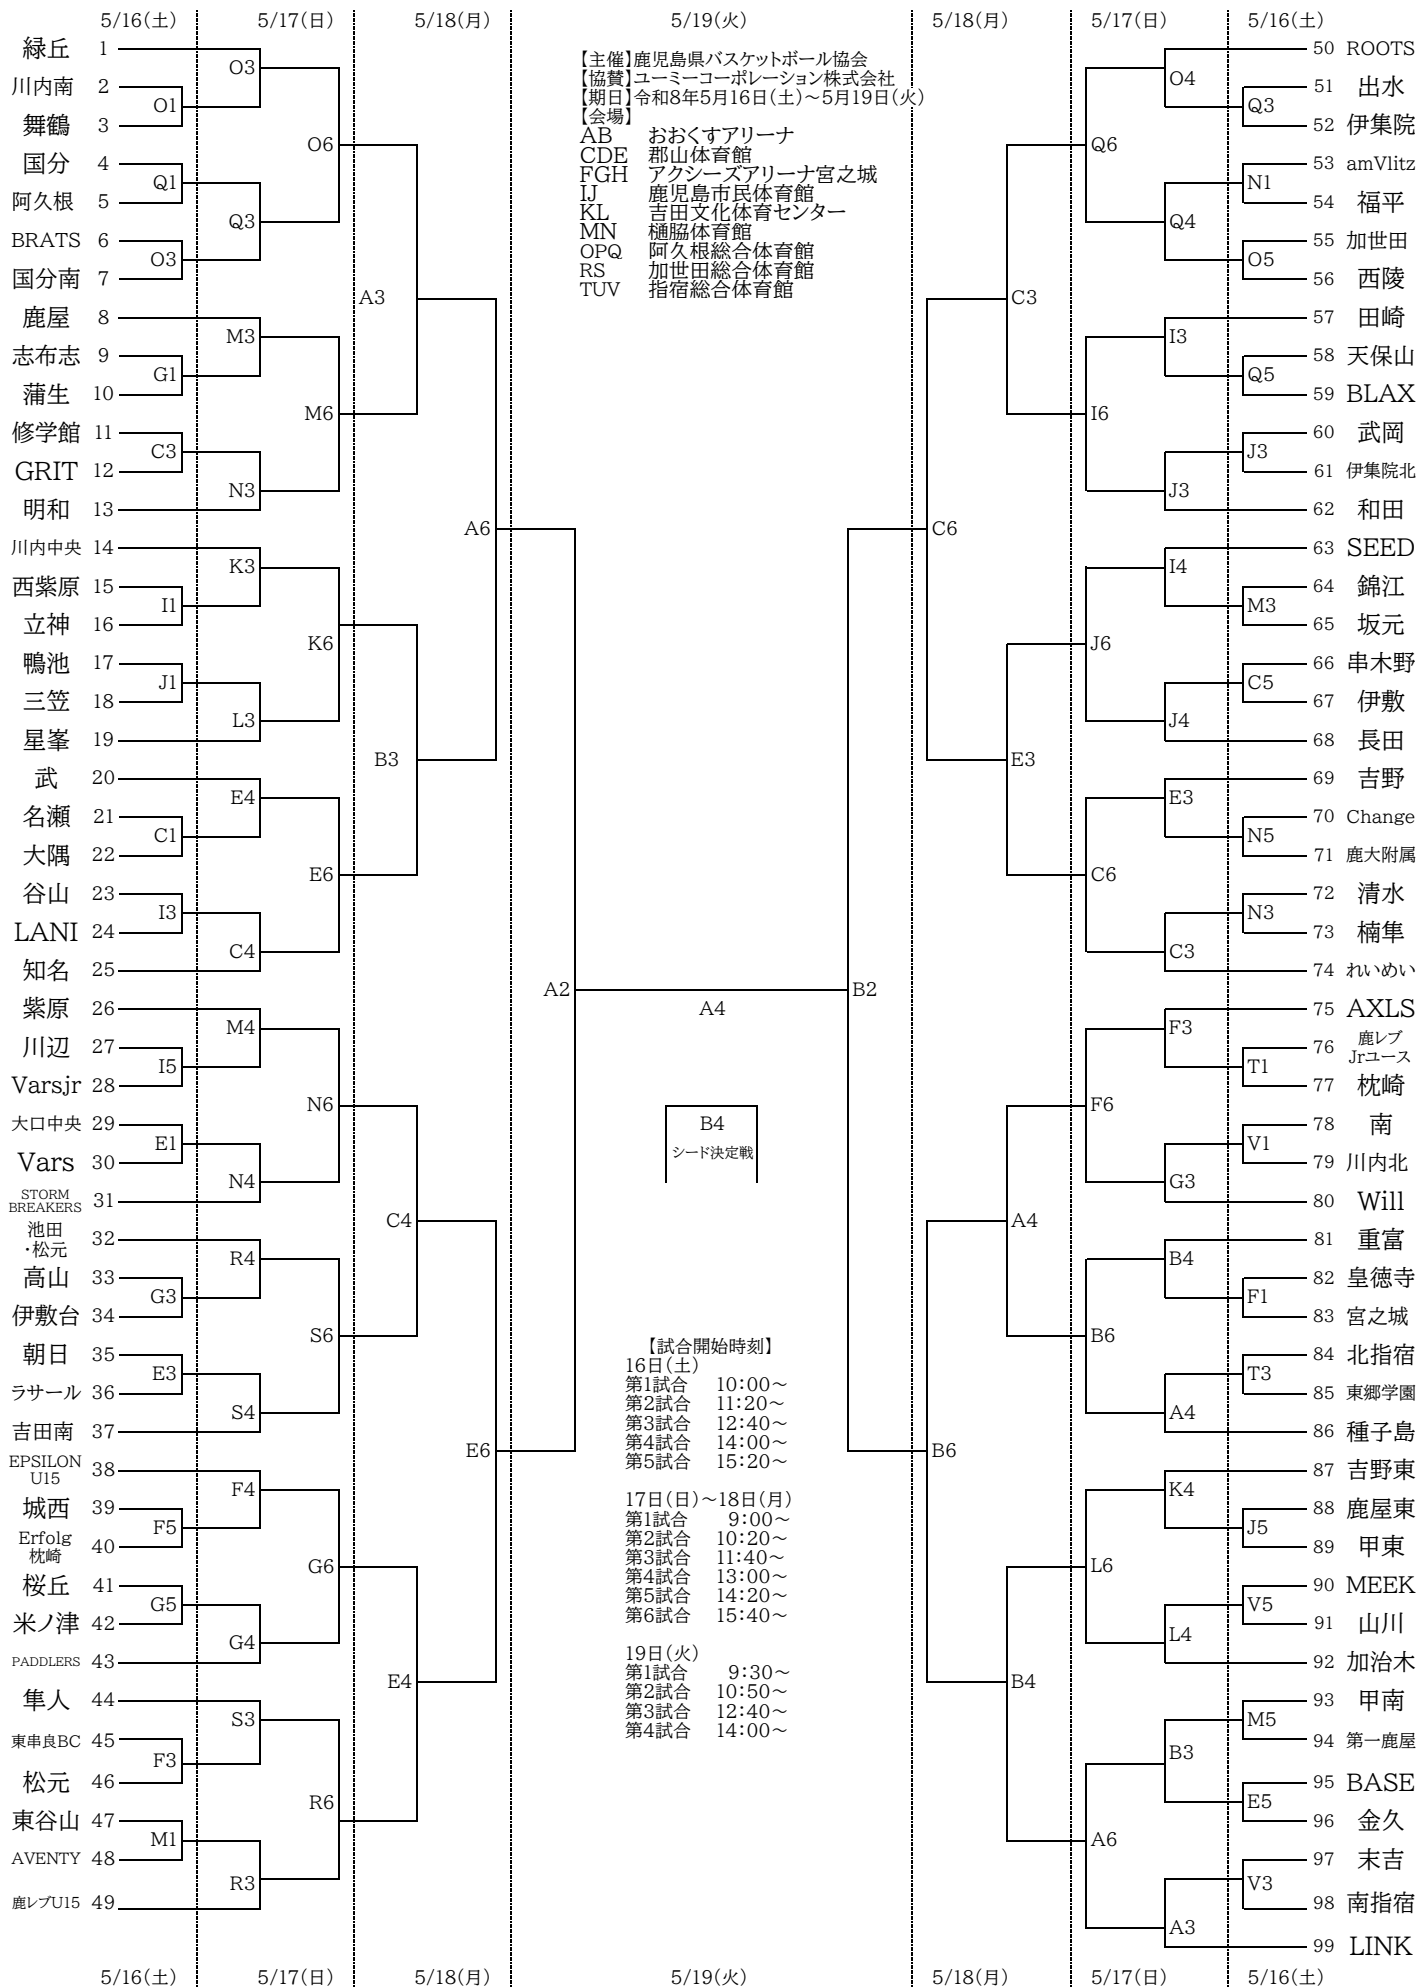 5/16(土) 5/17(日) 5/18(月) 5/19(火) 5/18(月) 5/17(日) 5/16(土)
【主催】鹿児島県バスケットボール協会
【協賛】ユーミーコーポレーション株式会社
【期日】令和8年5月16日(土)～5月19日(火)
【会場】
AB おおくすアリーナ
CDE 郡山体育館
FGH アクシーズアリーナ宮之城
IJ 鹿児島市民体育館
KL 吉田文化体育センター
MN 樋脇体育館
OPQ 阿久根総合体育館
RS 加世田総合体育館
TUV 指宿総合体育館
緑丘 1
川内南 2
舞鶴 3
国分 4
阿久根 5
BRATS 6
国分南 7
鹿屋 8
志布志 9
蒲生 10
修学館 11
GRIT 12
明和 13
川内中央 14
西紫原 15
立神 16
鴨池 17
三笠 18
星峯 19
武 20
名瀬 21
大隅 22
谷山 23
LANI 24
知名 25
紫原 26
川辺 27
Varsjr 28
大口中央 29
Vars 30
STORM
BREAKERS 31
池田
・松元 32
高山 33
伊敷台 34
朝日 35
ラサール 36
吉田南 37
EPSILON
U15 38
城西 39
Erfolg
枕崎 40
桜丘 41
米ノ津 42
PADDLERS 43
隼人 44
東串良BC 45
松元 46
東谷山 47
AVENTY 48
鹿レブU15 49
O1
Q1
O3
G1
C3
I1
J1
C1
I3
I5
E1
G3
E3
F5
G5
F3
M1
O3
Q3
M3
N3
K3
L3
E4
C4
M4
N4
R4
S4
F4
G4
S3
R3
O6
M6
K6
E6
N6
S6
G6
R6
A3
B3
C4
E4
A6
E6
A2
A4
B2
B4
シード決定戦
【試合開始時刻】
16日(土)
第1試合 10:00～
第2試合 11:20～
第3試合 12:40～
第4試合 14:00～
第5試合 15:20～
17日(日)～18日(月)
第1試合 9:00～
第2試合 10:20～
第3試合 11:40～
第4試合 13:00～
第5試合 14:20～
第6試合 15:40～
19日(火)
第1試合 9:30～
第2試合 10:50～
第3試合 12:40～
第4試合 14:00～
C6
B6
C3
E3
A4
B4
Q6
I6
J6
C6
F6
B6
L6
A6
O4
Q4
I3
J3
I4
J4
E3
C3
F3
G3
B4
A4
K4
L4
B3
A3
Q3
N1
O5
Q5
J3
M3
C5
N5
N3
T1
V1
F1
T3
J5
V5
M5
E5
V3
50 ROOTS
51 出水
52 伊集院
53 amVlitz
54 福平
55 加世田
56 西陵
57 田崎
58 天保山
59 BLAX
60 武岡
61 伊集院北
62 和田
63 SEED
64 錦江
65 坂元
66 串木野
67 伊敷
68 長田
69 吉野
70 Change
71 鹿大附属
72 清水
73 楠隼
74 れいめい
75 AXLS
76 鹿レブ
Jrユース
77 枕崎
78 南
79 川内北
80 Will
81 重富
82 皇徳寺
83 宮之城
84 北指宿
85 東郷学園
86 種子島
87 吉野東
88 鹿屋東
89 甲東
90 MEEK
91 山川
92 加治木
93 甲南
94 第一鹿屋
95 BASE
96 金久
97 末吉
98 南指宿
99 LINK
5/16(土) 5/17(日) 5/18(月) 5/19(火) 5/18(月) 5/17(日) 5/16(土)